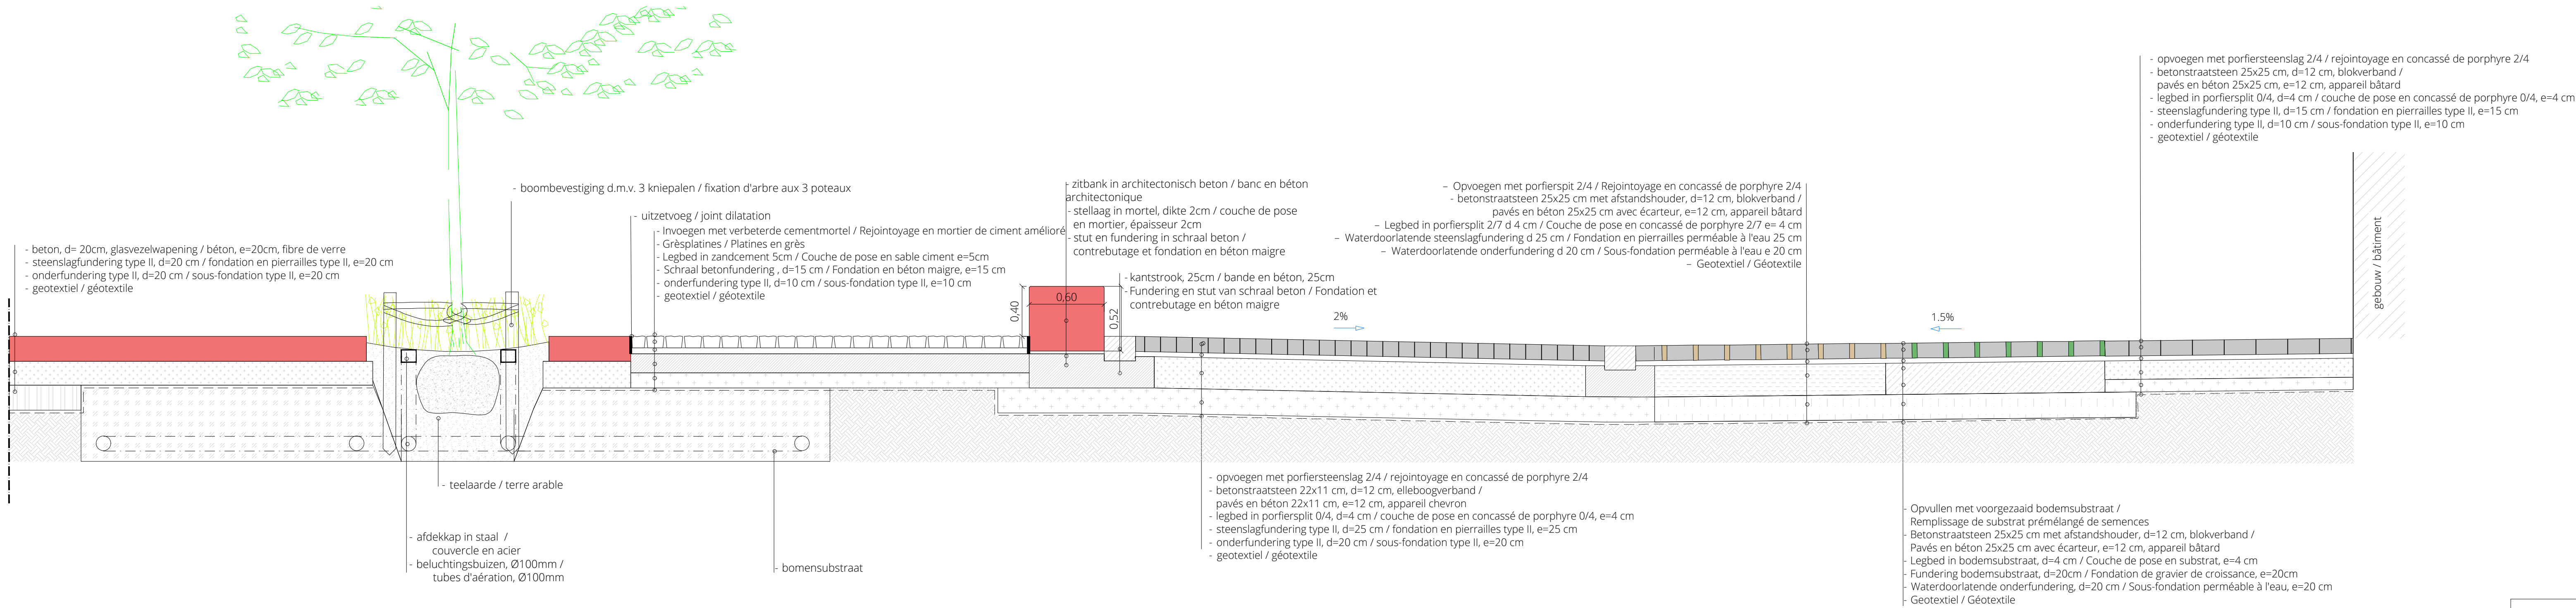 - opvoegen met porfiersteenslag 2/4 / rejointoyage en concassé de porphyre 2/4
- betonstraatsteen 25x25 cm, d=12 cm, blokverband /
pavés en béton 25x25 cm, e=12 cm, appareil bâtard
- legbed in porfiersplit 0/4, d=4 cm / couche de pose en concassé de porphyre 0/4, e=4 cm
- steenslagfundering type II, d=15 cm / fondation en pierrailles type II, e=15 cm
- onderfundering type II, d=10 cm / sous-fondation type II, e=10 cm
- geotextiel / géotextile
- boombevestiging d.m.v. 3 kniepalen / fixation d'arbre aux 3 poteaux
- beton, d= 20cm, glasvezelwapening / béton, e=20cm, fibre de verre
- steenslagfundering type II, d=20 cm / fondation en pierrailles type II, e=20 cm
- onderfundering type II, d=20 cm / sous-fondation type II, e=20 cm
- geotextiel / géotextile
- uitzetvoeg / joint dilatation
- Invoegen met verbeterde cementmortel / Rejointoyage en mortier de ciment amélioré
- Grèsplatines / Platines en grès
- Legbed in zandcement 5cm / Couche de pose en sable ciment e=5cm
- Schraal betonfundering , d=15 cm / Fondation en béton maigre, e=15 cm
- onderfundering type II, d=10 cm / sous-fondation type II, e=10 cm
- geotextiel / géotextile
- zitbank in architectonisch beton / banc en béton
architectonique
- stellaag in mortel, dikte 2cm / couche de pose
en mortier, épaisseur 2cm
- stut en fundering in schraal beton /
contrebutage et fondation en béton maigre
- kantstrook, 25cm / bande en béton, 25cm
- Fundering en stut van schraal beton / Fondation et
contrebutage en béton maigre
0,40
0,60
0,52
2%
– Opvoegen met porfierspit 2/4 / Rejointoyage en concassé de porphyre 2/4
- betonstraatsteen 25x25 cm met afstandshouder, d=12 cm, blokverband /
pavés en béton 25x25 cm avec écarteur, e=12 cm, appareil bâtard
– Legbed in porfiersplit 2/7 d 4 cm / Couche de pose en concassé de porphyre 2/7 e= 4 cm
– Waterdoorlatende steenslagfundering d 25 cm / Fondation en pierrailles perméable à l'eau 25 cm
– Waterdoorlatende onderfundering d 20 cm / Sous-fondation perméable à l'eau e 20 cm
– Geotextiel / Géotextile
1.5%
gebouw / bâtiment
- teelaarde / terre arable
- afdekkap in staal /
couvercle en acier
- beluchtingsbuizen, Ø100mm /
tubes d'aération, Ø100mm
- bomensubstraat
- opvoegen met porfiersteenslag 2/4 / rejointoyage en concassé de porphyre 2/4
- betonstraatsteen 22x11 cm, d=12 cm, elleboogverband /
pavés en béton 22x11 cm, e=12 cm, appareil chevron
- legbed in porfiersplit 0/4, d=4 cm / couche de pose en concassé de porphyre 0/4, e=4 cm
- steenslagfundering type II, d=25 cm / fondation en pierrailles type II, e=25 cm
- onderfundering type II, d=20 cm / sous-fondation type II, e=20 cm
- geotextiel / géotextile
- Opvullen met voorgezaaid bodemsubstraat /
Remplissage de substrat prémélangé de semences
- Betonstraatsteen 25x25 cm met afstandshouder, d=12 cm, blokverband /
Pavés en béton 25x25 cm avec écarteur, e=12 cm, appareil bâtard
- Legbed in bodemsubstraat, d=4 cm / Couche de pose en substrat, e=4 cm
- Fundering bodemsubstraat, d=20cm / Fondation de gravier de croissance, e=20cm
- Waterdoorlatende onderfundering, d=20 cm / Sous-fondation perméable à l'eau, e=20 cm
- Geotextiel / Géotextile